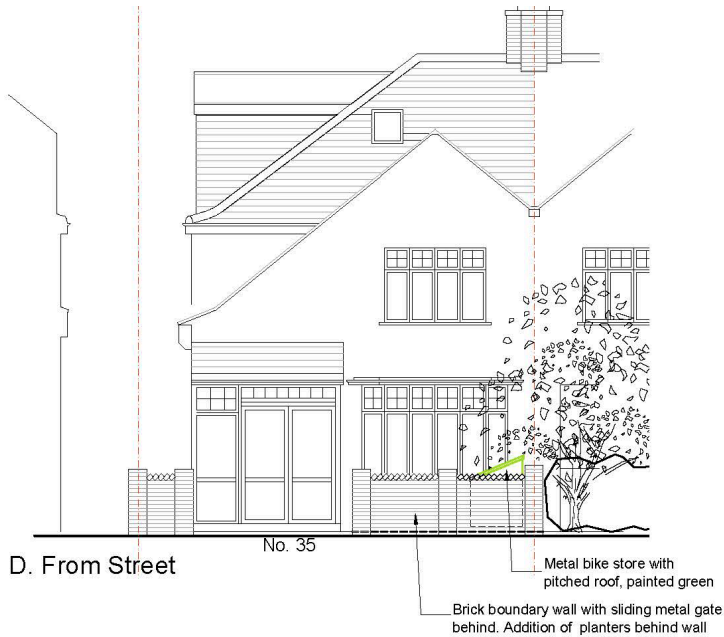 No. 35
D. From Street
Metal bike store with
pitched roof, painted green
Brick boundary wall with sliding metal gate
behind. Addition of planters behind wall